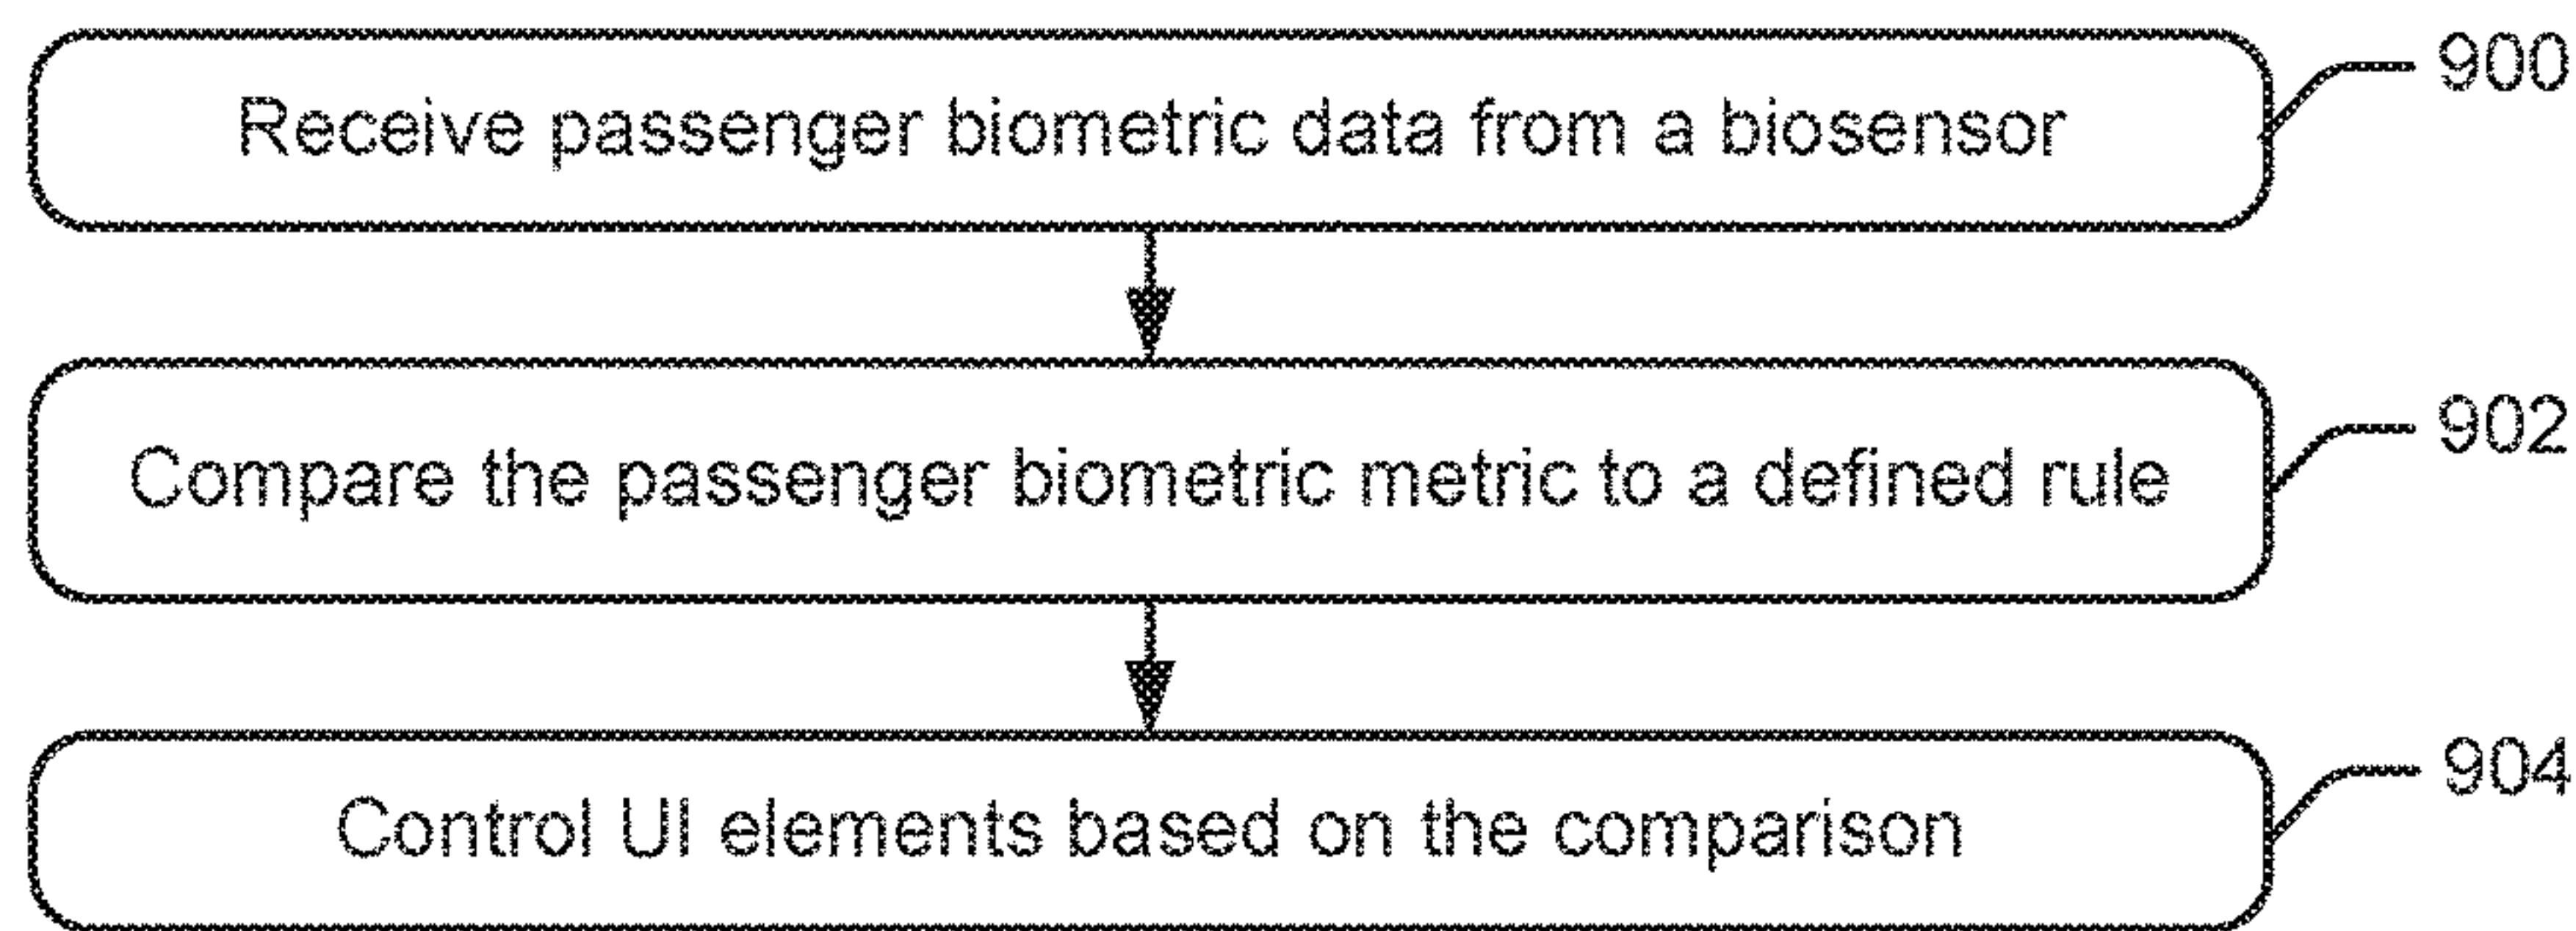 Receive passenger biometric data from a biosensor
900
Compare the passenger biometric metric to a defined rule
902
Control UI elements based on the comparison
904